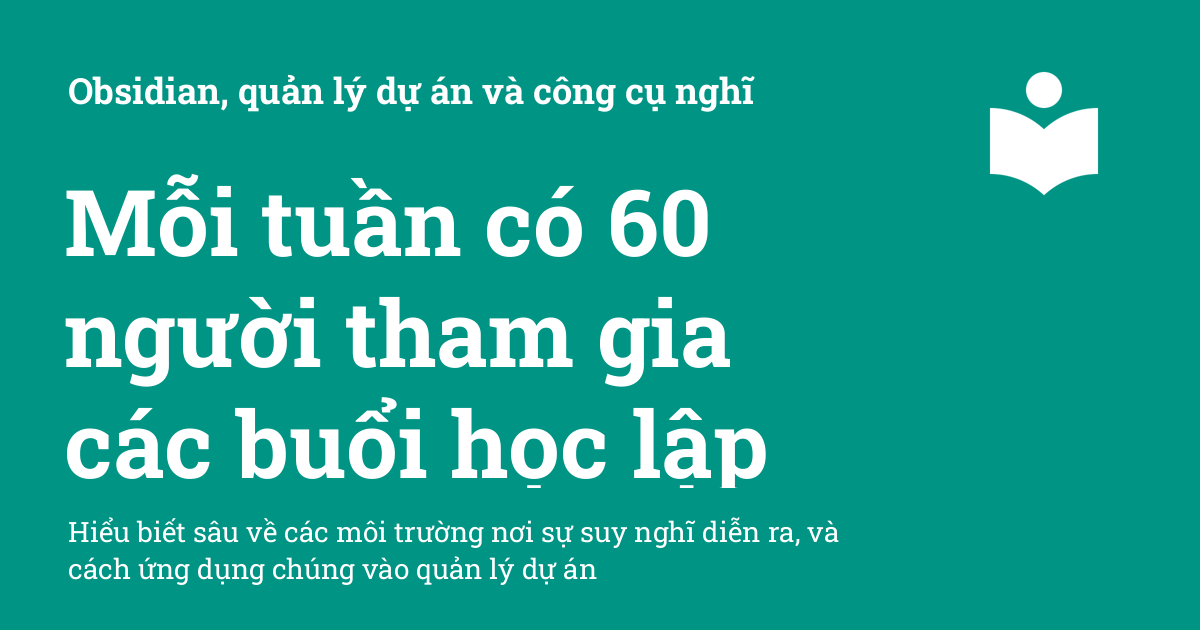 Obsidian, quản lý dự án và công cụ nghĩ
Mỗi tuần có 60
người tham gia
các buổi học lập
Hiểu biết sâu về các môi trường nơi sự suy nghĩ diễn ra, và
cách ứng dụng chúng vào quản lý dự án